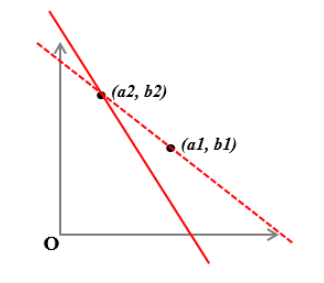 (a2, b2)
(a1, b1)
O